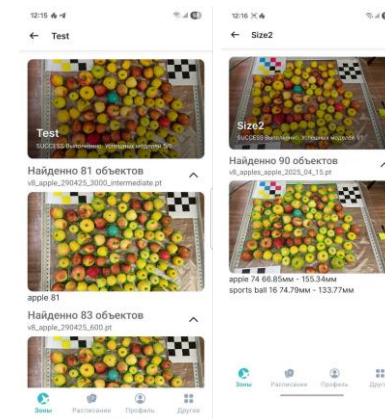 12:15
← Test
Test
SUCCESS Выполнено: Успешных моделей 5/5
Найденно 81 объектов
v8_apple_290425_3000_intermediate.pt
apple 81
Найденно 83 объектов
v8_apple_290425_600.pt
Зоны Расписание Профиль Другое
12:16
← Size2
Size2
SUCCESS Выполнено: Успешных моделей 1/1
Найденно 90 объектов
v8_apples_apple_2025_04_15.pt
apple 74 66.85мм - 155.34мм
sports ball 16 74.79мм - 133.77мм
Зоны Расписание Профиль